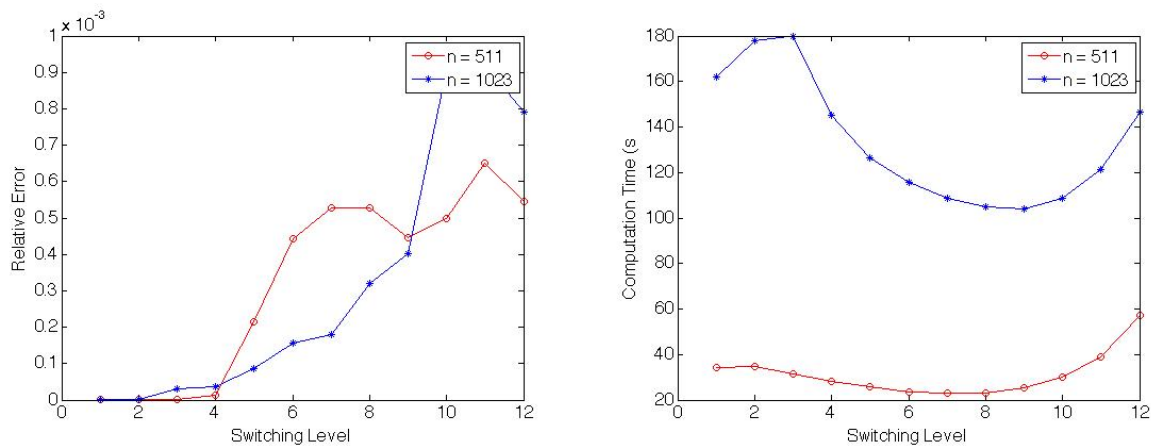 1 x 10^-3
0.9
0.8
0.7
0.6
0.5
0.4
0.3
0.2
0.1
0
Relative Error
0 2 4 6 8 10 12
Switching Level
n = 511
n = 1023
180
160
140
120
100
80
60
40
20
Computation Time (s
0 2 4 6 8 10 12
Switching Level
n = 511
n = 1023